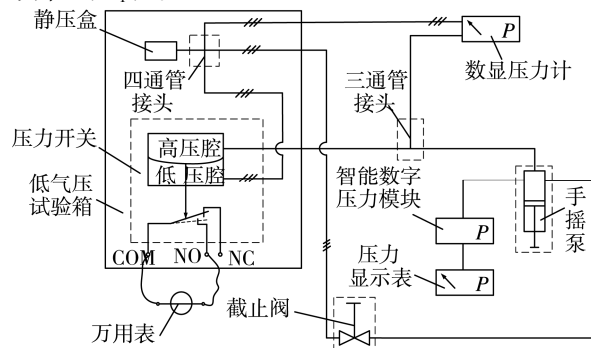 静压盒
P
数显压力计
四通管
接头
三通管
接头
压力开关
高压腔
低压腔
低气压
试验箱
智能数字
压力模块
P
手
摇
泵
COM
NO
NC
压力
显示表
P
截止阀
万用表